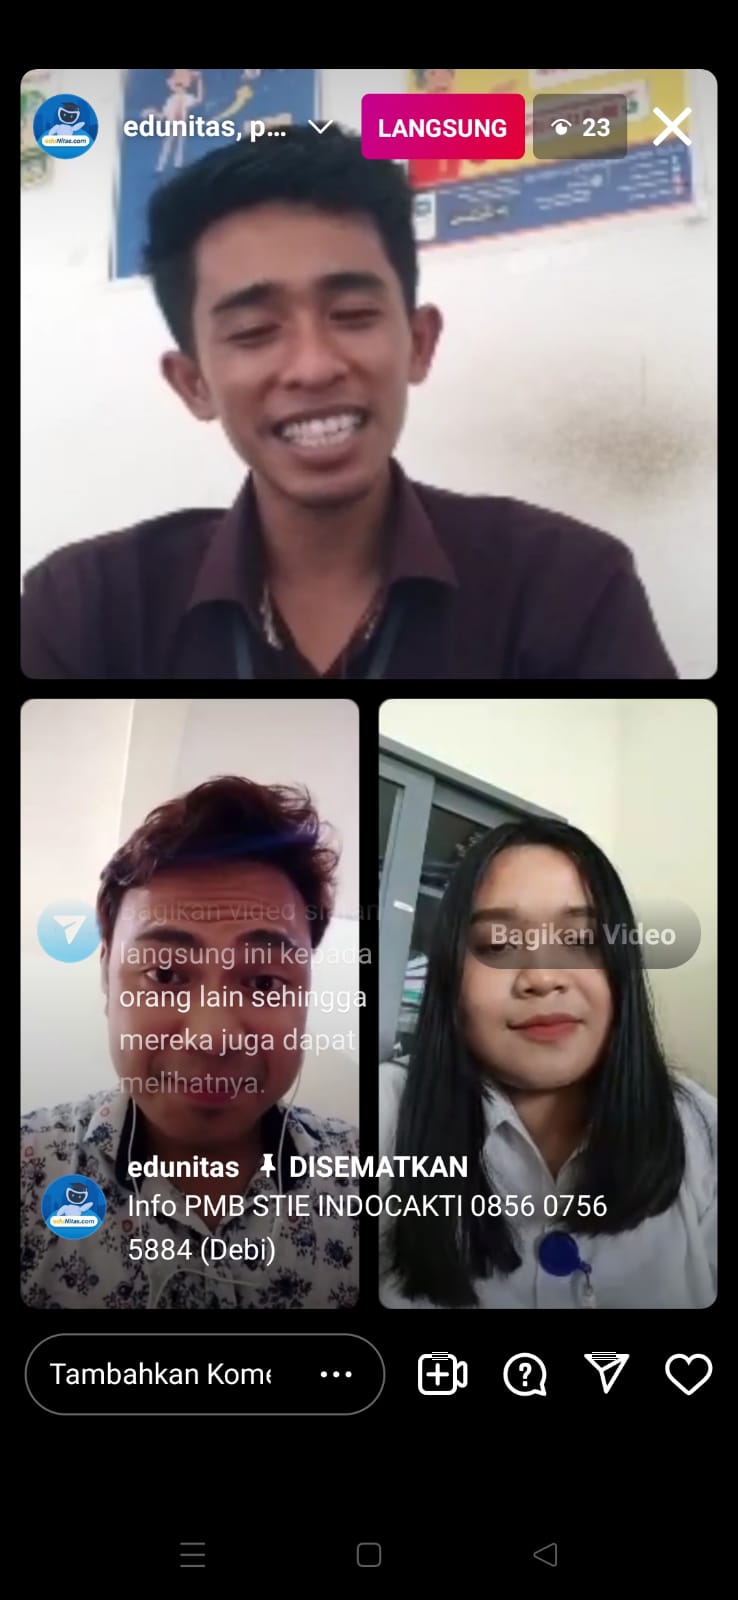 edunitas, p...
LANGSUNG
23
Bagikan video siaran
langsung ini kepada
orang lain sehingga
mereka juga dapat
melihatnya.
Bagikan Video
edunitas DISEMATKAN
Info PMB STIE INDOCAKTI 0856 0756
5884 (Debi)
eduNitas.com
Tambahkan Kome